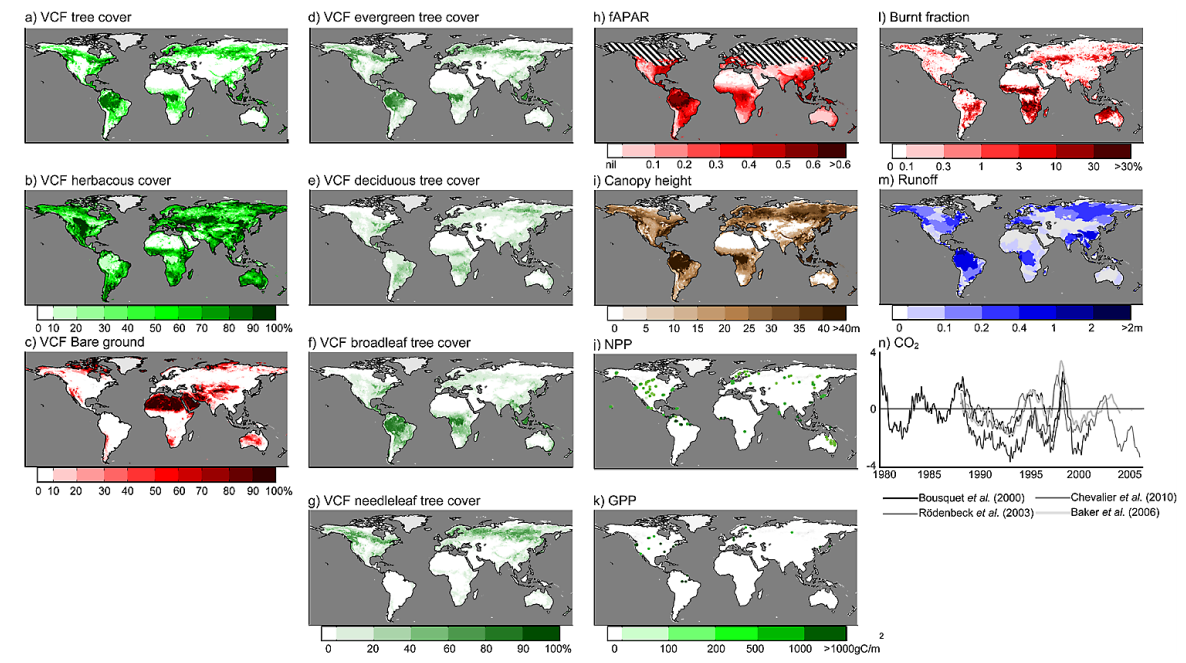 a) VCF tree cover
d) VCF evergreen tree cover
h) fAPAR
l) Burnt fraction
nil 0.1 0.2 0.3 0.4 0.5 0.6 >0.6
0 0.1 0.3 1 3 10 30 >30%
b) VCF herbacous cover
e) VCF deciduous tree cover
i) Canopy height
m) Runoff
0 10 20 30 50 60 70 80 90 100%
0 5 10 15 20 25 30 35 40 >40m
0 0.1 0.2 0.4 1 2 >2m
c) VCF Bare ground
f) VCF broadleaf tree cover
j) NPP
n) CO2
4
0
-4
1980 1985 1990 1995 2000 2005
0 10 20 30 50 60 70 80 90 100%
g) VCF needleleaf tree cover
k) GPP
Bousquet et al. (2000) Chevalier et al. (2010)
Rödenbeck et al. (2003) Baker et al. (2006)
0 20 40 60 80 100%
0 100 200 500 1000 >1000gC/m
2